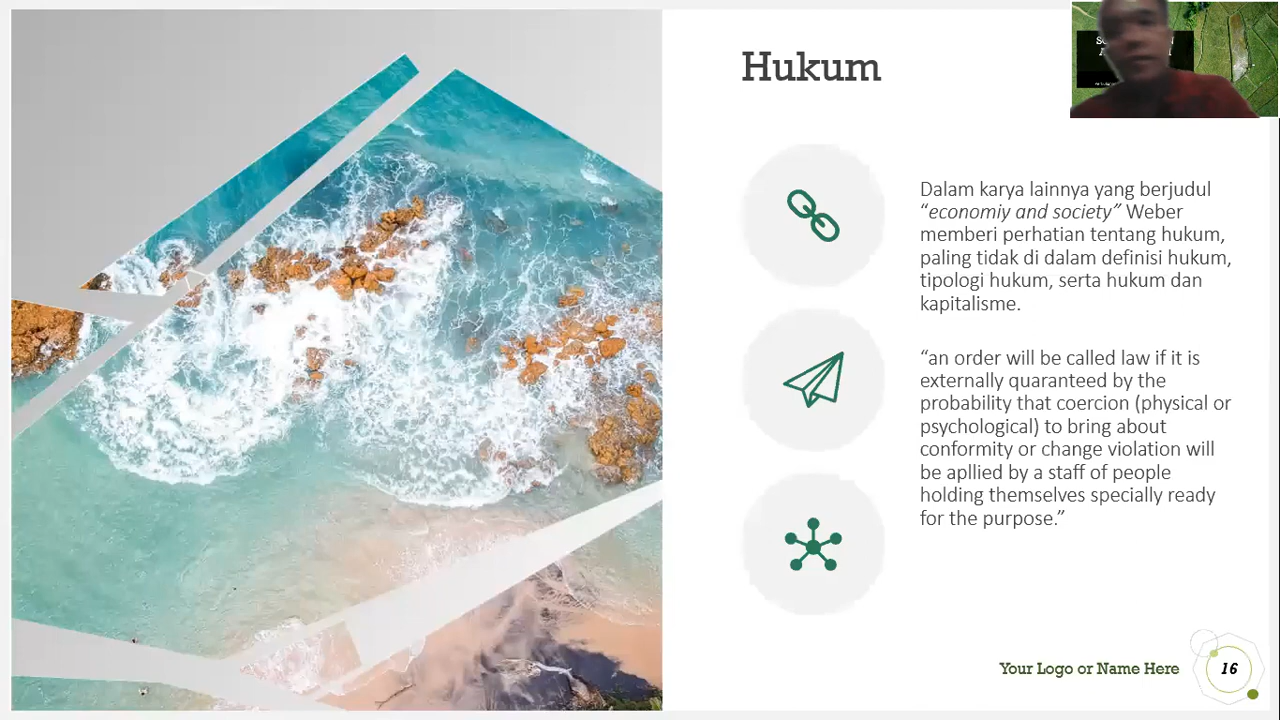 Hukum
Dalam karya lainnya yang berjudul
“economiy and society” Weber
memberi perhatian tentang hukum,
paling tidak di dalam definisi hukum,
tipologi hukum, serta hukum dan
kapitalisme.
“an order will be called law if it is
externally quaranteed by the
probability that coercion (physical or
psychological) to bring about
conformity or change violation will
be apllied by a staff of people
holding themselves specially ready
for the purpose.”
Your Logo or Name Here
16